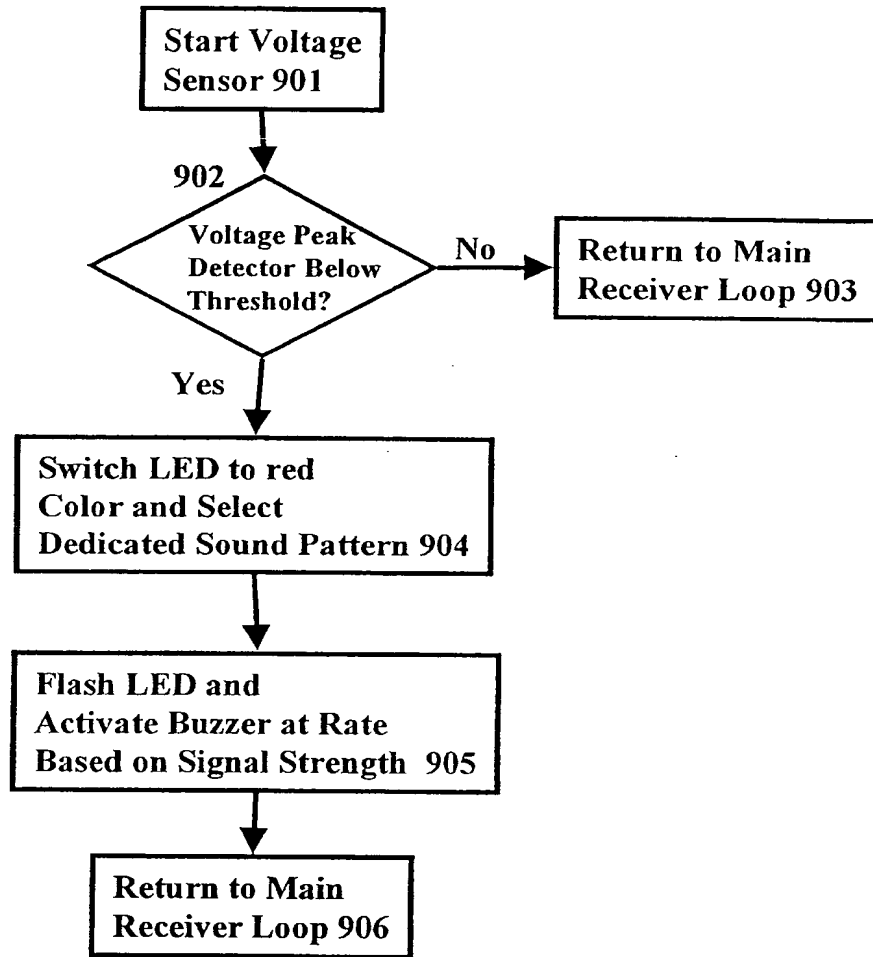 Start Voltage
Sensor 901
902
Voltage Peak
Detector Below
Threshold?
No
Return to Main
Receiver Loop 903
Yes
Switch LED to red
Color and Select
Dedicated Sound Pattern 904
Flash LED and
Activate Buzzer at Rate
Based on Signal Strength 905
Return to Main
Receiver Loop 906